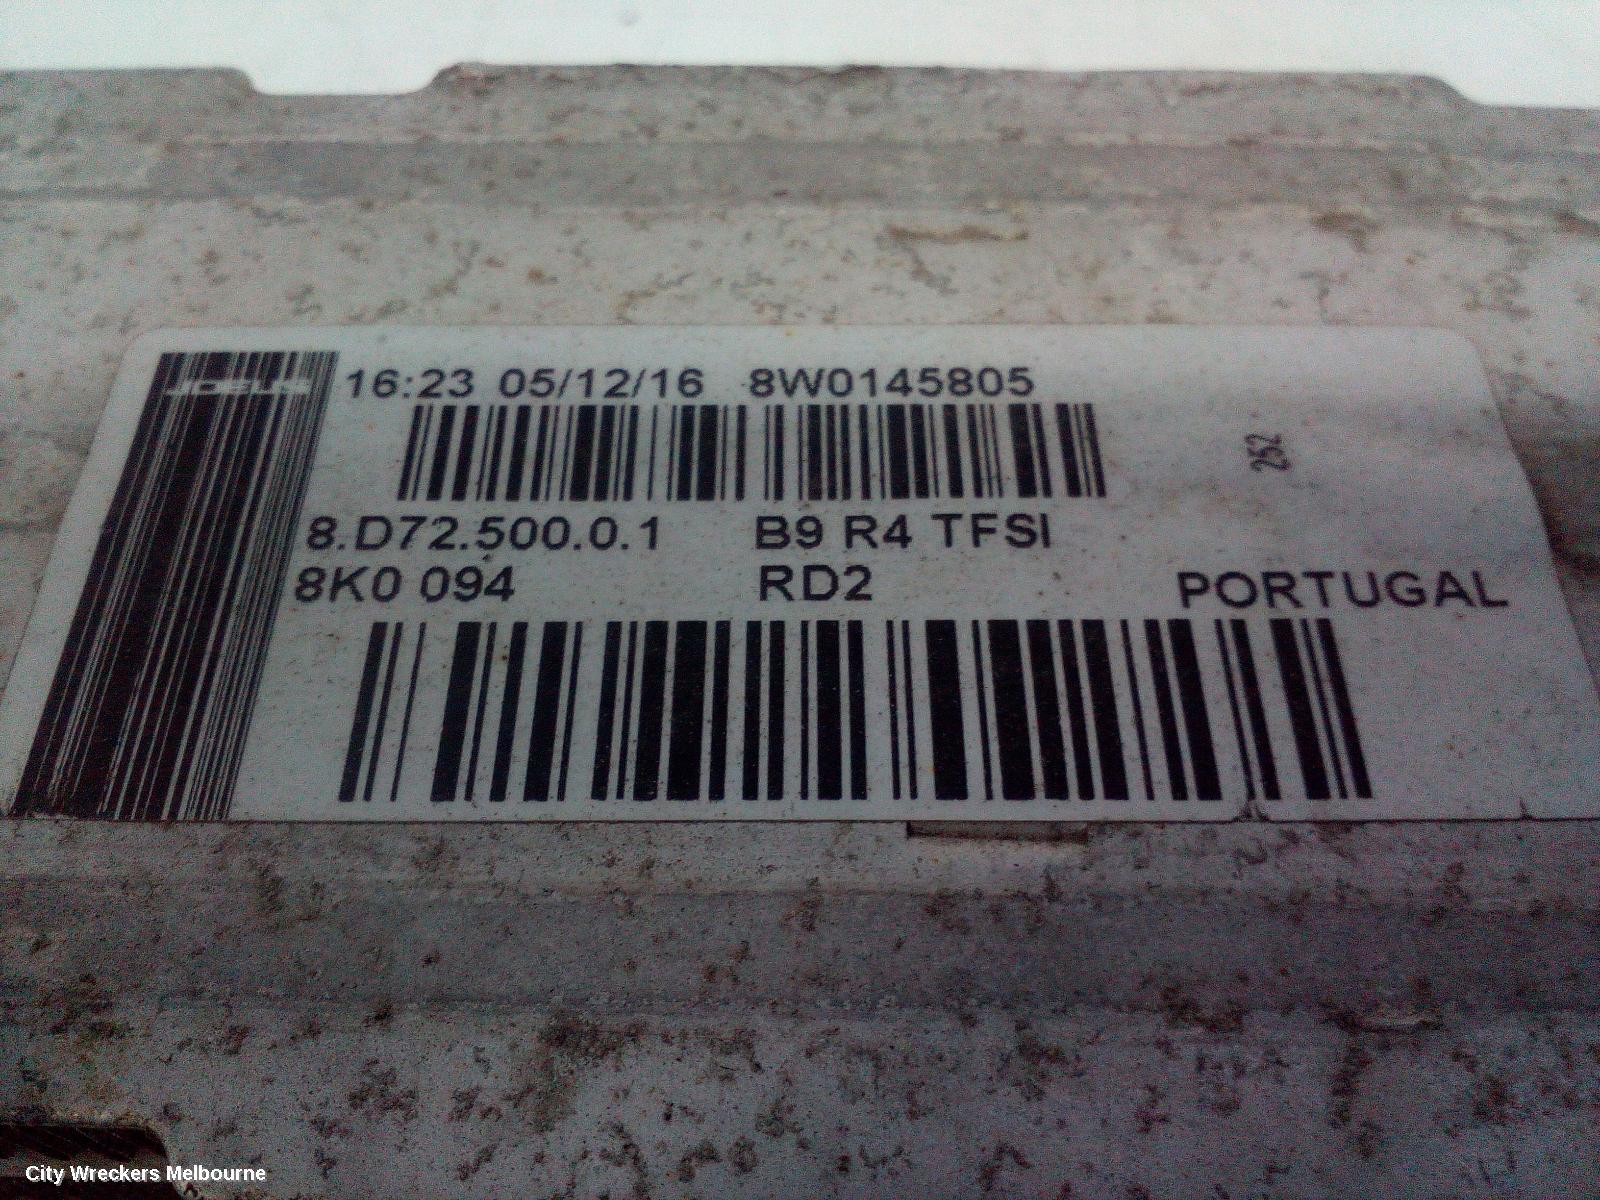 16:23 05/12/16 8W0145805
252
8.D72.500.0.1 B9 R4 TFSI
8K0 094 RD2 PORTUGAL
City Wreckers Melbourne